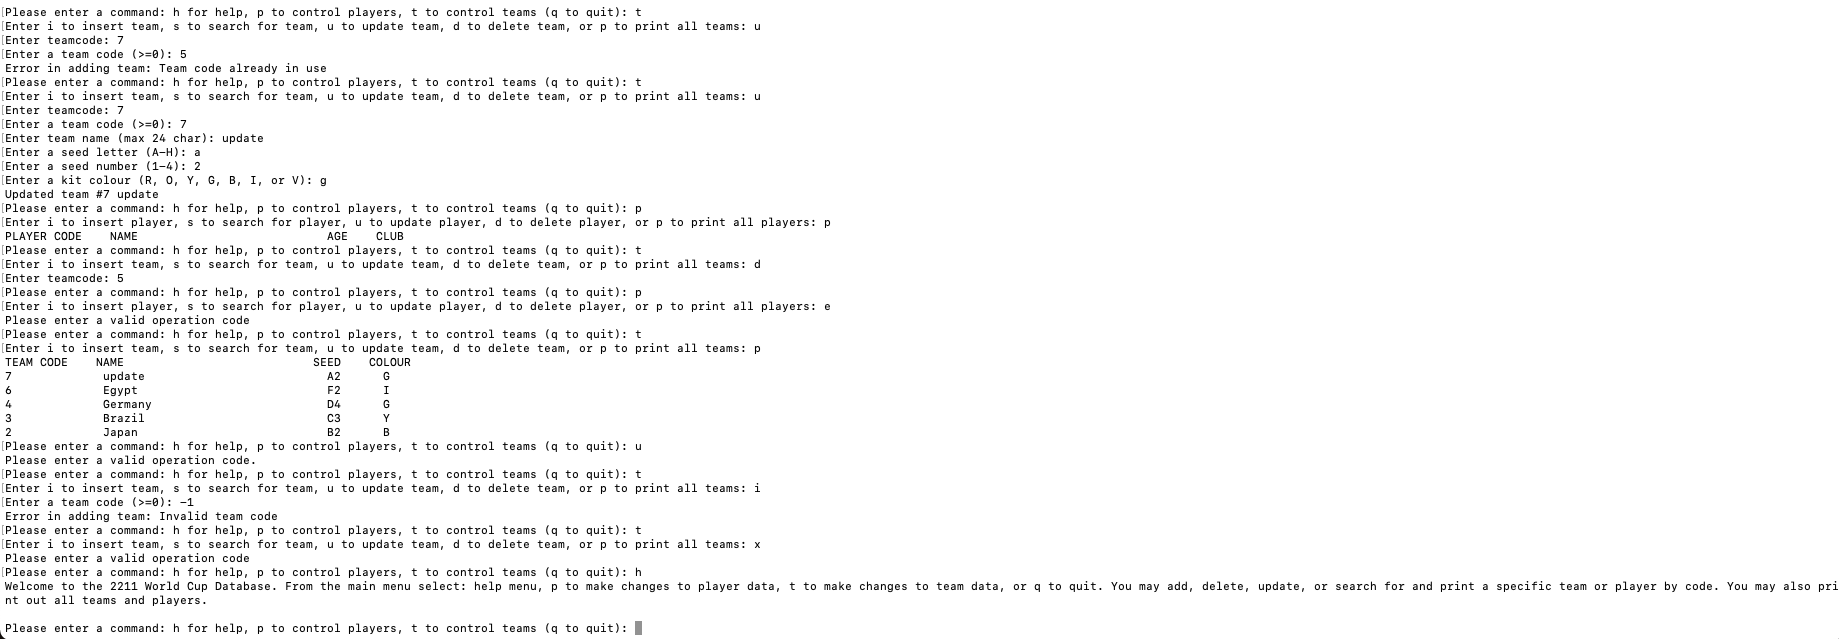 Please enter a command: h for help, p to control players, t to control teams (q to quit): t
Enter i to insert team, s to search for team, u to update team, d to delete team, or p to print all teams: u
Enter teamcode: 7
Enter a team code (>=0): 5
Error in adding team: Team code already in use
Please enter a command: h for help, p to control players, t to control teams (q to quit): t
Enter i to insert team, s to search for team, u to update team, d to delete team, or p to print all teams: u
Enter teamcode: 7
Enter a team code (>=0): 7
Enter team name (max 24 char): update
Enter a seed letter (A-H): a
Enter a seed number (1-4): 2
Enter a kit colour (R, O, Y, G, B, I, or V): g
Updated team #7 update
Please enter a command: h for help, p to control players, t to control teams (q to quit): p
Enter i to insert player, s to search for player, u to update player, d to delete player, or p to print all players: p
PLAYER CODE    NAME                           AGE    CLUB
Please enter a command: h for help, p to control players, t to control teams (q to quit): t
Enter i to insert team, s to search for team, u to update team, d to delete team, or p to print all teams: d
Enter teamcode: 5
Please enter a command: h for help, p to control players, t to control teams (q to quit): p
Enter i to insert player, s to search for player, u to update player, d to delete player, or p to print all players: e
Please enter a valid operation code
Please enter a command: h for help, p to control players, t to control teams (q to quit): t
Enter i to insert team, s to search for team, u to update team, d to delete team, or p to print all teams: p
TEAM CODE    NAME                           SEED    COLOUR
7             update                          A2      G
6             Egypt                           F2      I
4             Germany                         D4      G
3             Brazil                          C3      Y
2             Japan                           B2      B
Please enter a command: h for help, p to control players, t to control teams (q to quit): u
Please enter a valid operation code.
Please enter a command: h for help, p to control players, t to control teams (q to quit): t
Enter i to insert team, s to search for team, u to update team, d to delete team, or p to print all teams: i
Enter a team code (>=0): -1
Error in adding team: Invalid team code
Please enter a command: h for help, p to control players, t to control teams (q to quit): t
Enter i to insert team, s to search for team, u to update team, d to delete team, or p to print all teams: x
Please enter a valid operation code
Please enter a command: h for help, p to control players, t to control teams (q to quit): h
Welcome to the 2211 World Cup Database. From the main menu select: help menu, p to make changes to player data, t to make changes to team data, or q to quit. You may add, delete, update, or search for and print a specific team or player by code. You may also pri
nt out all teams and players.
Please enter a command: h for help, p to control players, t to control teams (q to quit):